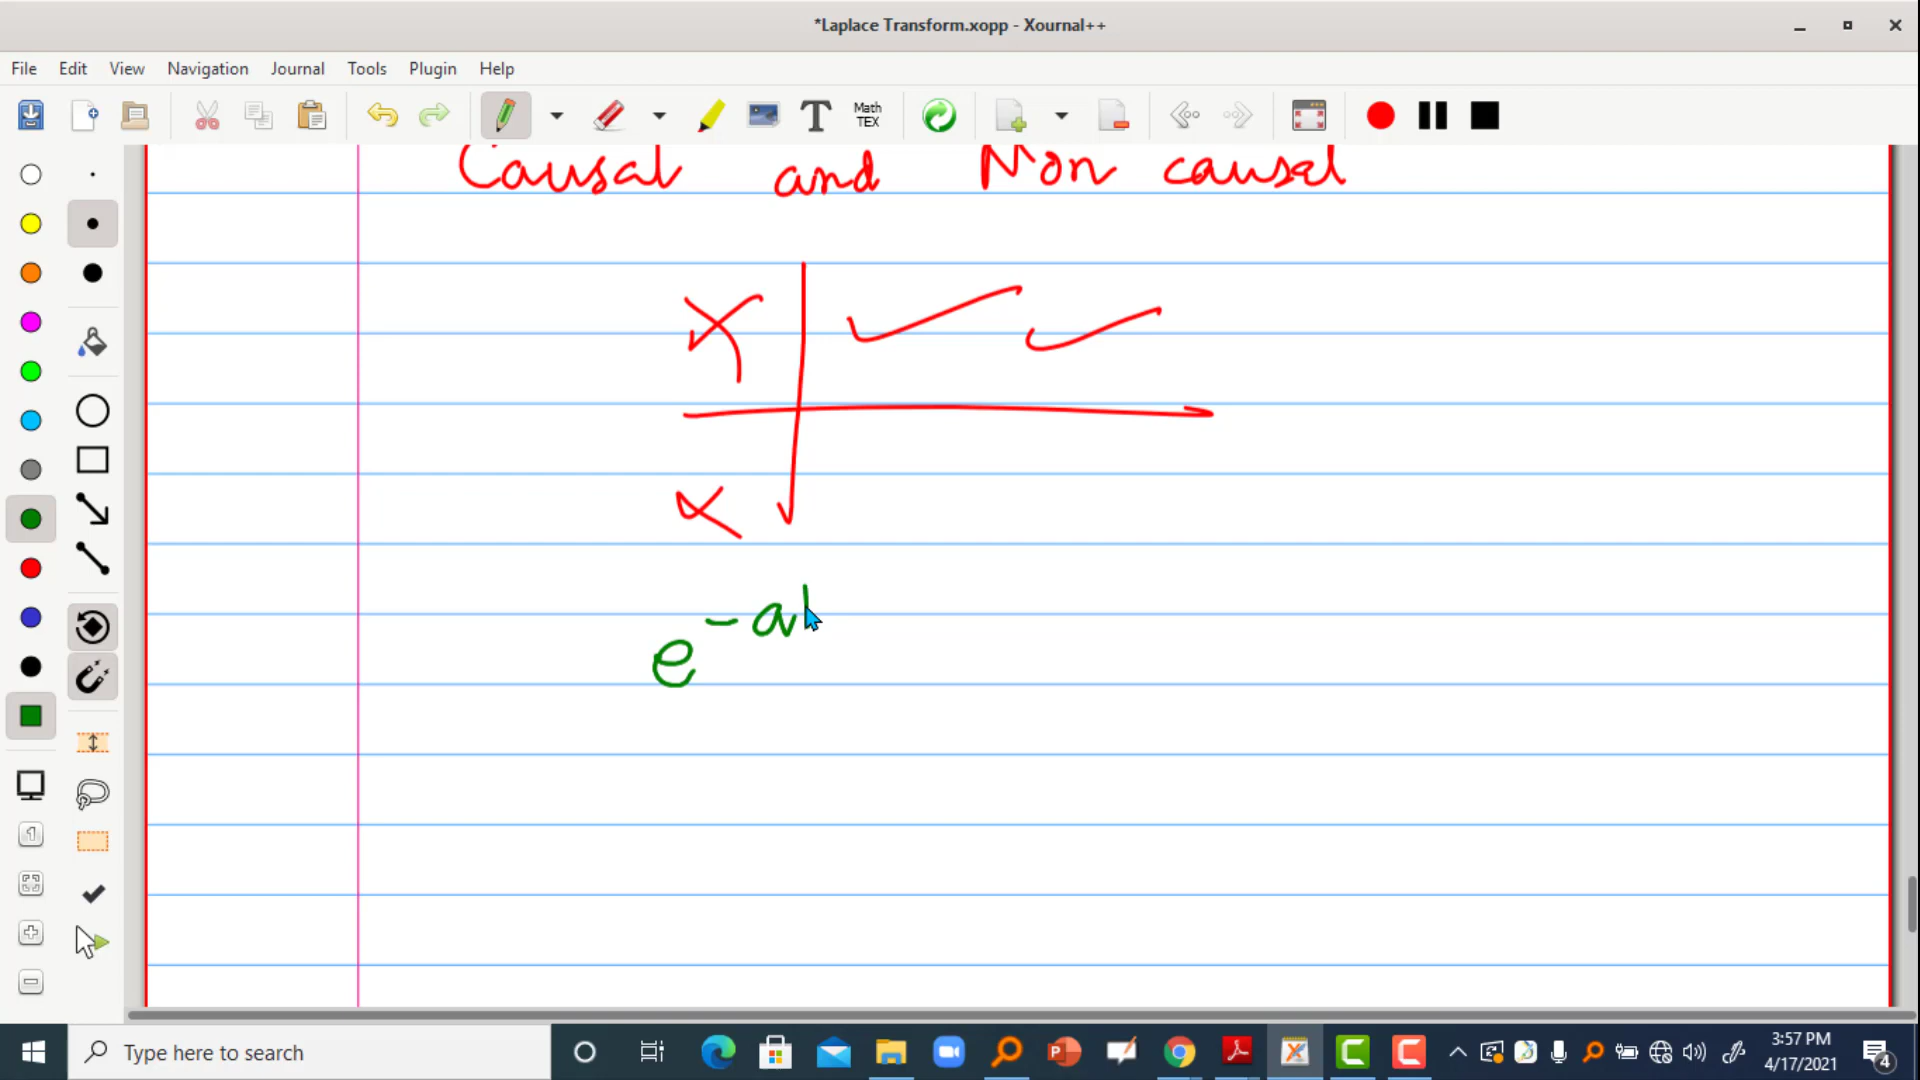 *Laplace Transform.xopp - Xournal++
File Edit View Navigation Journal Tools Plugin Help
T Math TEX
Causal and Non causal
e^-a
Type here to search
3:57 PM
4/17/2021
4